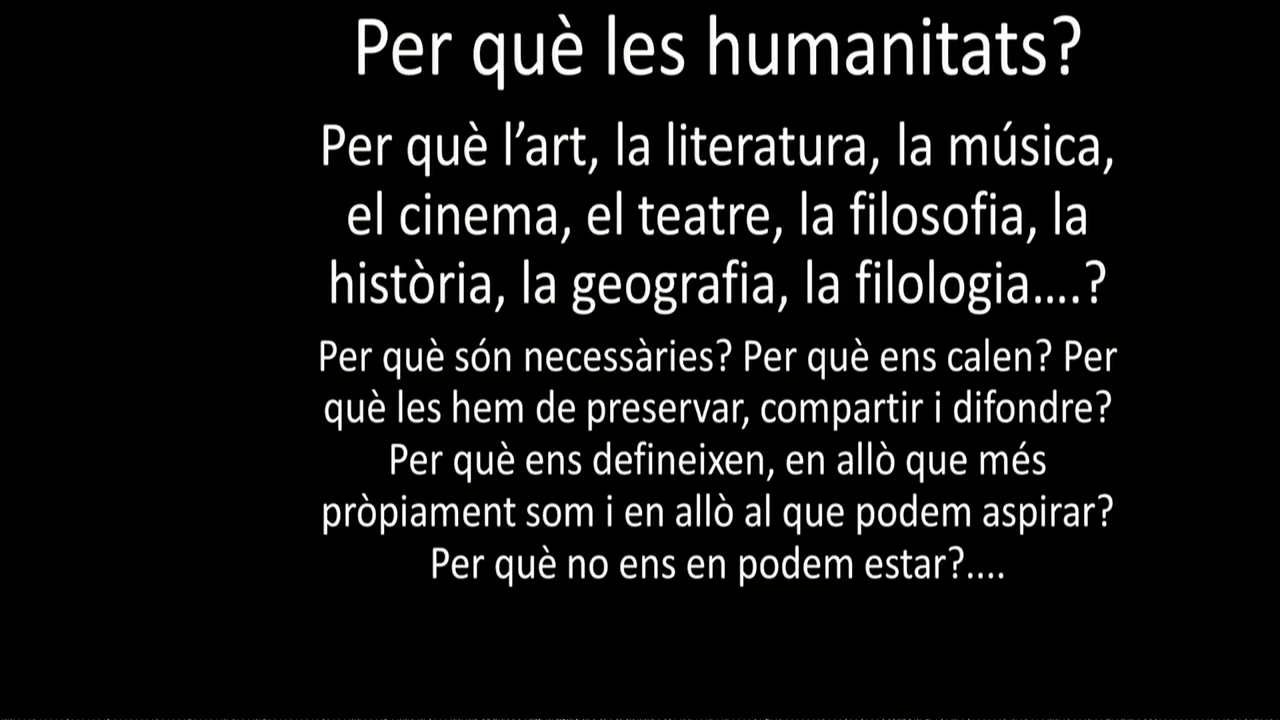 Per què les humanitats?
Per què l’art, la literatura, la música,
el cinema, el teatre, la filosofia, la
història, la geografia, la filologia....?
Per què són necessàries? Per què ens calen? Per
què les hem de preservar, compartir i difondre?
Per què ens defineixen, en allò que més
pròpiament som i en allò al que podem aspirar?
Per què no ens en podem estar?....